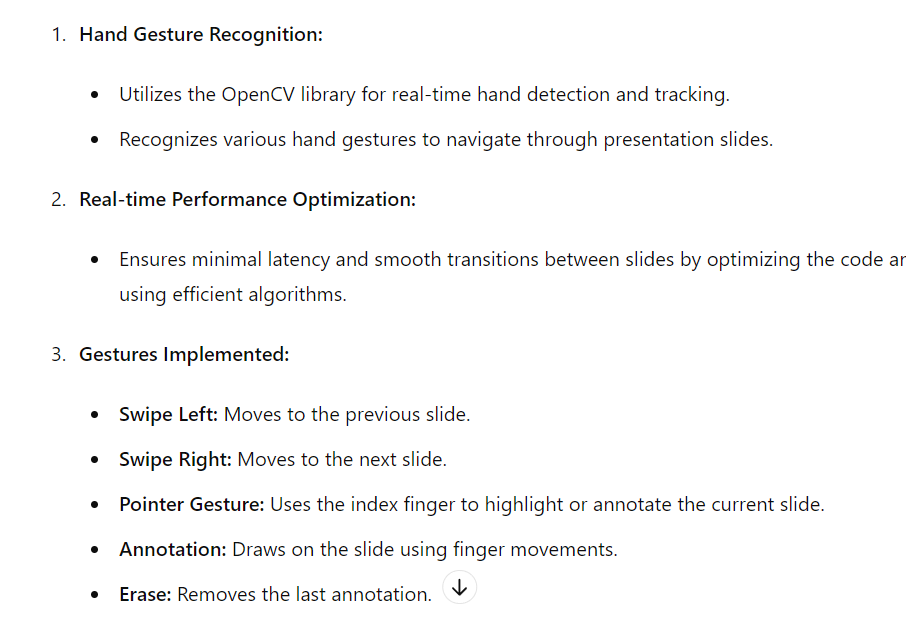 1. Hand Gesture Recognition:
• Utilizes the OpenCV library for real-time hand detection and tracking.
• Recognizes various hand gestures to navigate through presentation slides.
2. Real-time Performance Optimization:
• Ensures minimal latency and smooth transitions between slides by optimizing the code
using efficient algorithms.
3. Gestures Implemented:
• Swipe Left: Moves to the previous slide.
• Swipe Right: Moves to the next slide.
• Pointer Gesture: Uses the index finger to highlight or annotate the current slide.
• Annotation: Draws on the slide using finger movements.
• Erase: Removes the last annotation.